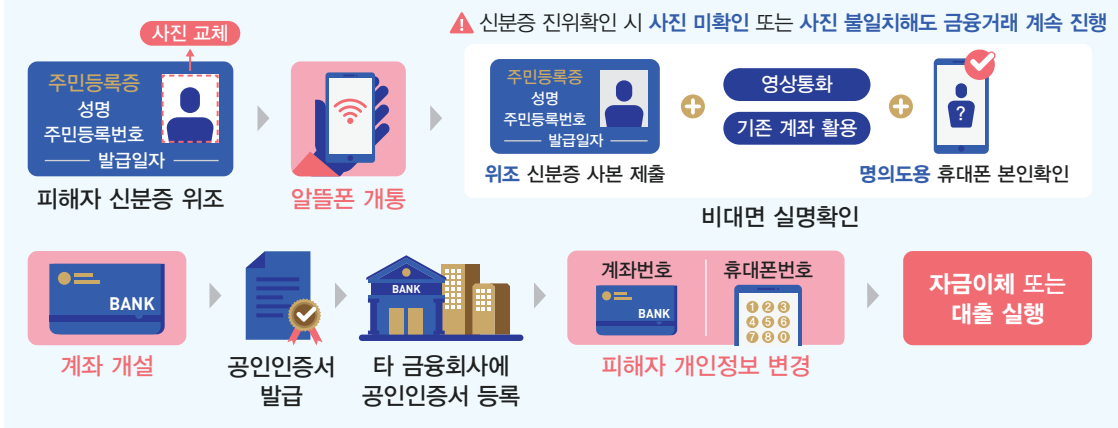 신분증 진위확인 시 사진 미확인 또는 사진 불일치해도 금융거래 계속 진행
사진 교체
주민등록증
성명
주민등록번호
발급일자
피해자 신분증 위조
알뜰폰 개통
주민등록증
성명
주민등록번호
발급일자
위조 신분증 사본 제출
영상통화
기존 계좌 활용
?
명의도용 휴대폰 본인확인
비대면 실명확인
BANK
계좌 개설
공인인증서
발급
BANK
타 금융회사에
공인인증서 등록
계좌번호
BANK
휴대폰번호
1 2 3
4 5 6
7 8 0
피해자 개인정보 변경
자금이체 또는
대출 실행